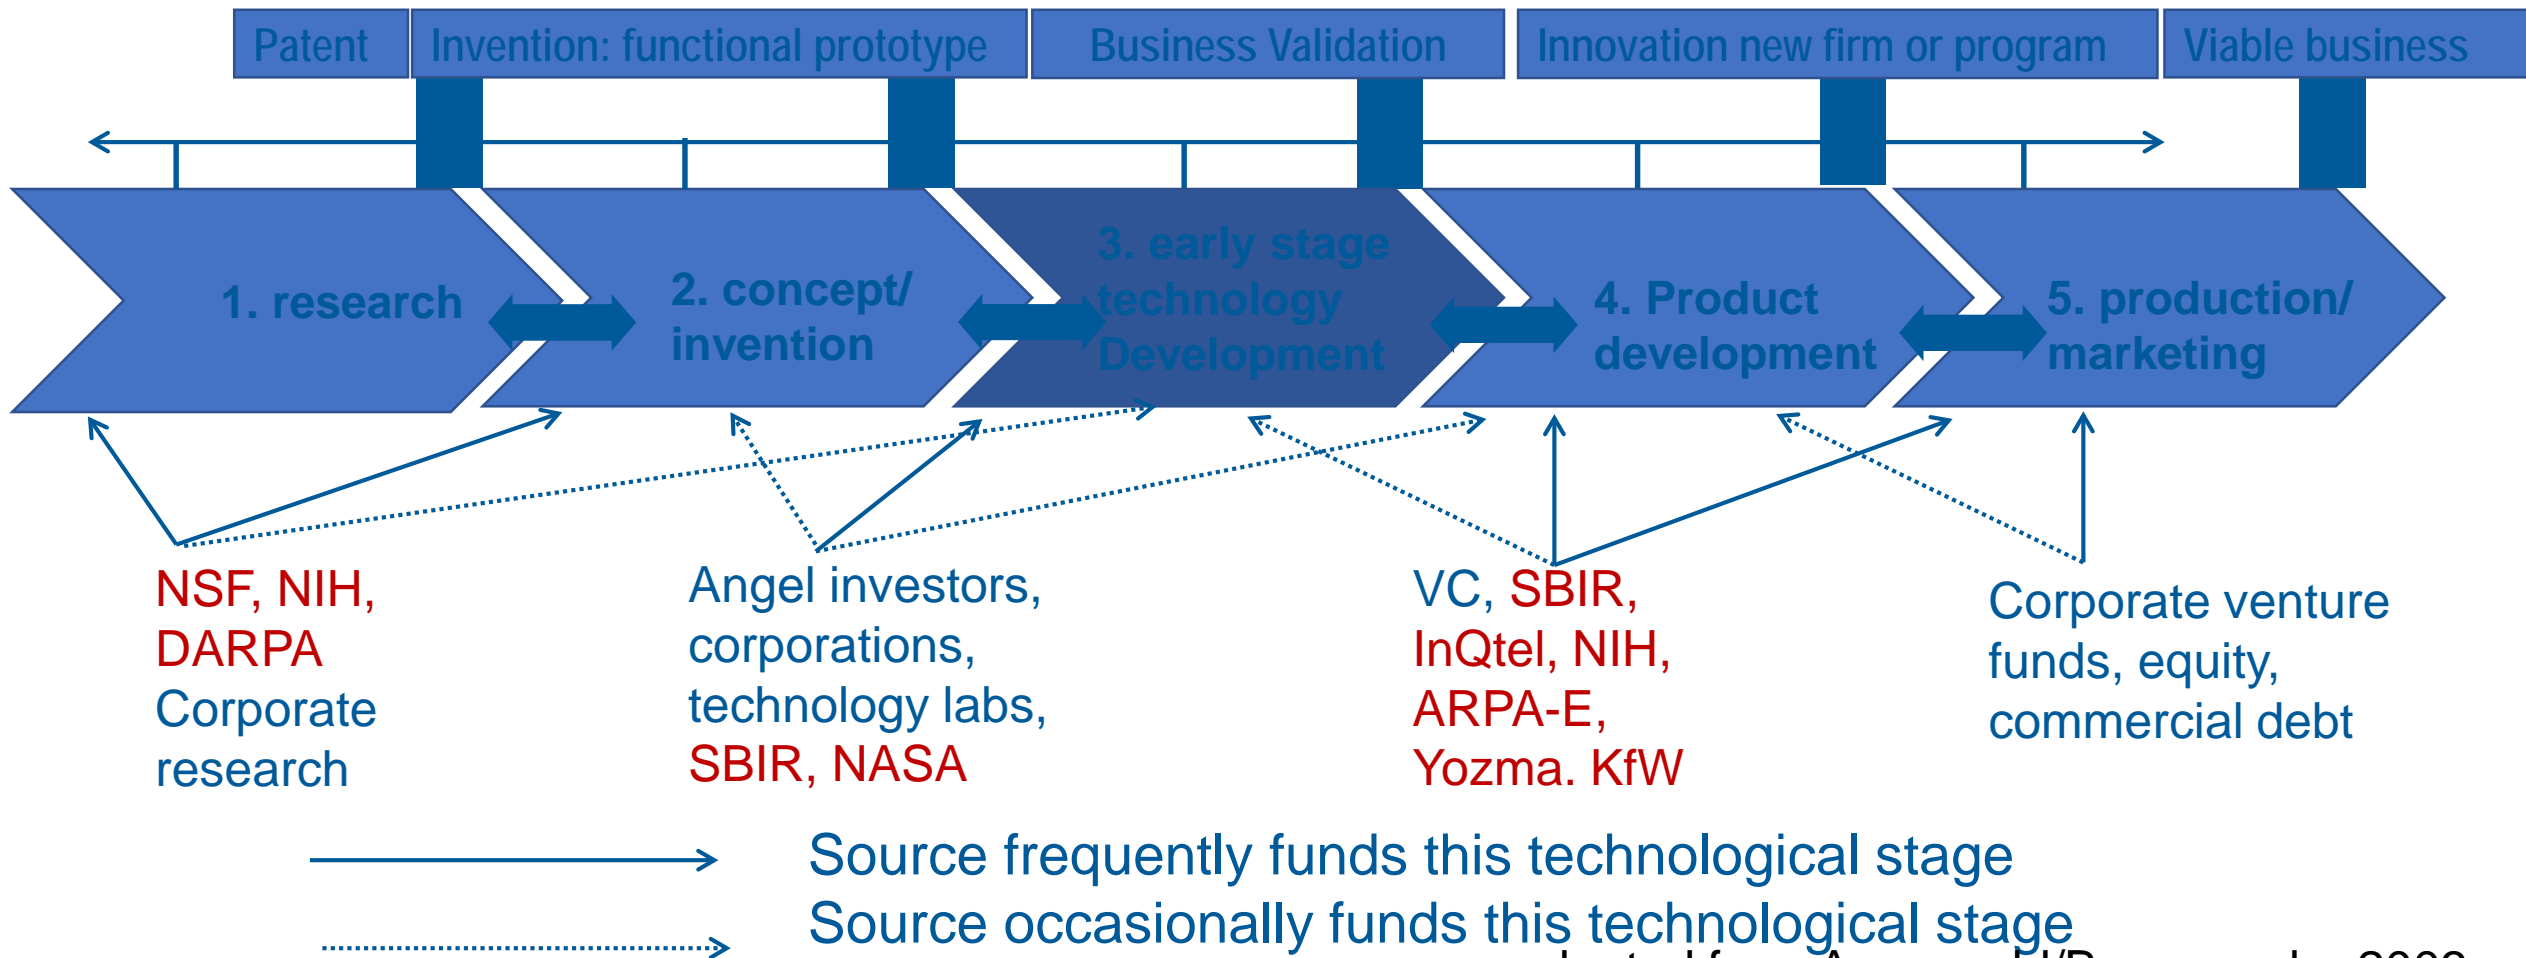 Patent
Invention: functional prototype
Business Validation
Innovation new firm or program
Viable business
1. research
2. concept/
invention
3. early stage
technology
Development
4. Product
development
5. production/
marketing
NSF, NIH,
DARPA
Corporate
research
Angel investors,
corporations,
technology labs,
SBIR, NASA
VC, SBIR,
InQtel, NIH,
ARPA-E,
Yozma. KfW
Corporate venture
funds, equity,
commercial debt
Source frequently funds this technological stage
Source occasionally funds this technological stage